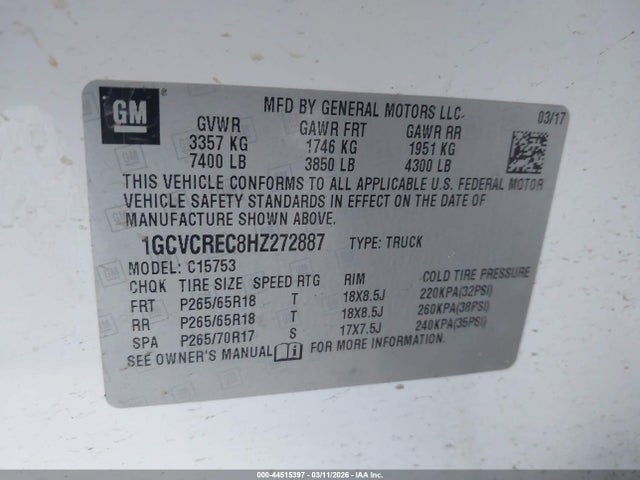 GM
MFD BY GENERAL MOTORS LLC 03/17
GVWR GAWR FRT GAWR RR
3357 KG 1746 KG 1951 KG
7400 LB 3850 LB 4300 LB
THIS VEHICLE CONFORMS TO ALL APPLICABLE U.S. FEDERAL MOTOR
VEHICLE SAFETY STANDARDS IN EFFECT ON THE DATE OF
MANUFACTURE SHOWN ABOVE.
1GCVCREC8HZ272887 TYPE: TRUCK
MODEL: C15753
CHQK TIRE SIZE SPEED RTG RIM COLD TIRE PRESSURE
FRT P265/65R18 T 18X8.5J 220KPA(32PSI)
RR P265/65R18 T 18X8.5J 260KPA(38PSI)
SPA P265/70R17 S 17X7.5J 240KPA(35PSI)
SEE OWNER'S MANUAL i FOR MORE INFORMATION.
000-44515397 - 03/11/2026 - IAA Inc.